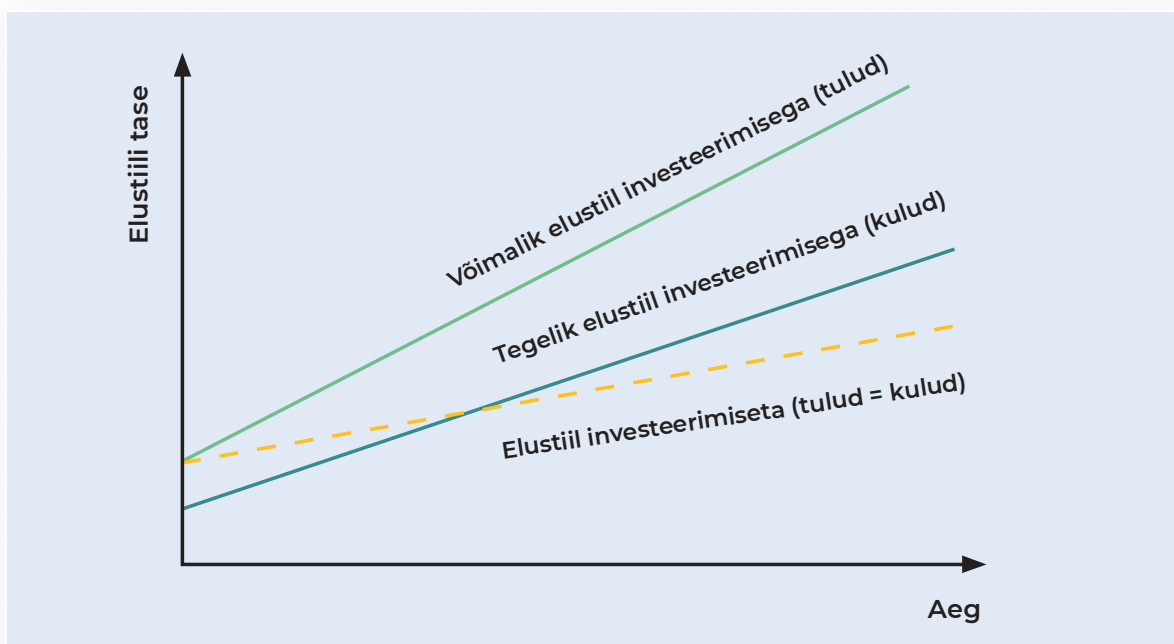 Elustiili tase
Võimalik elustiil investeerimisega (tulud)
Tegelik elustiil investeerimisega (kulud)
Elustiil investeerimiseta (tulud = kulud)
Aeg